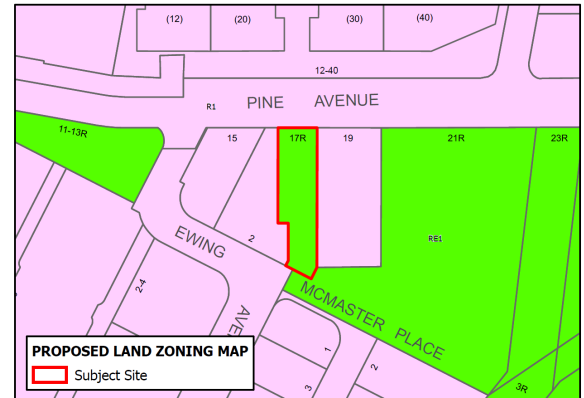 (12) (20) (30) (40)
12-40
R1 PINE AVENUE
11-13R 15 17R 19 21R 23R
EWING 2 RE1
2-4 AVE MCMASTER PLACE
1 2
3 3R
PROPOSED LAND ZONING MAP
Subject Site